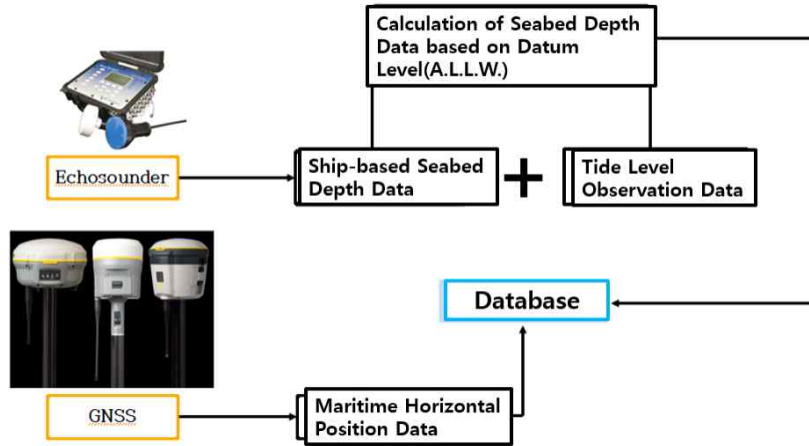 Calculation of Seabed Depth
Data based on Datum
Level(A.L.L.W.)
Echosounder
Ship-based Seabed
Depth Data
+
Tide Level
Observation Data
Database
GNSS
Maritime Horizontal
Position Data